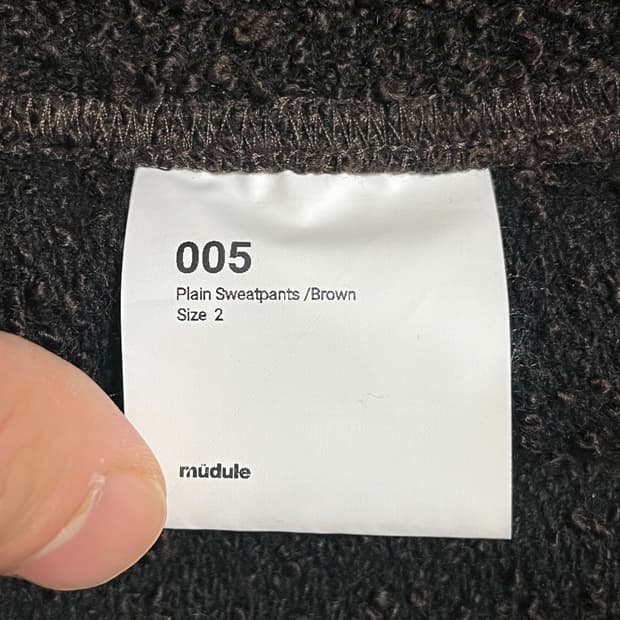 005
Plain Sweatpants /Brown
Size 2
müdule